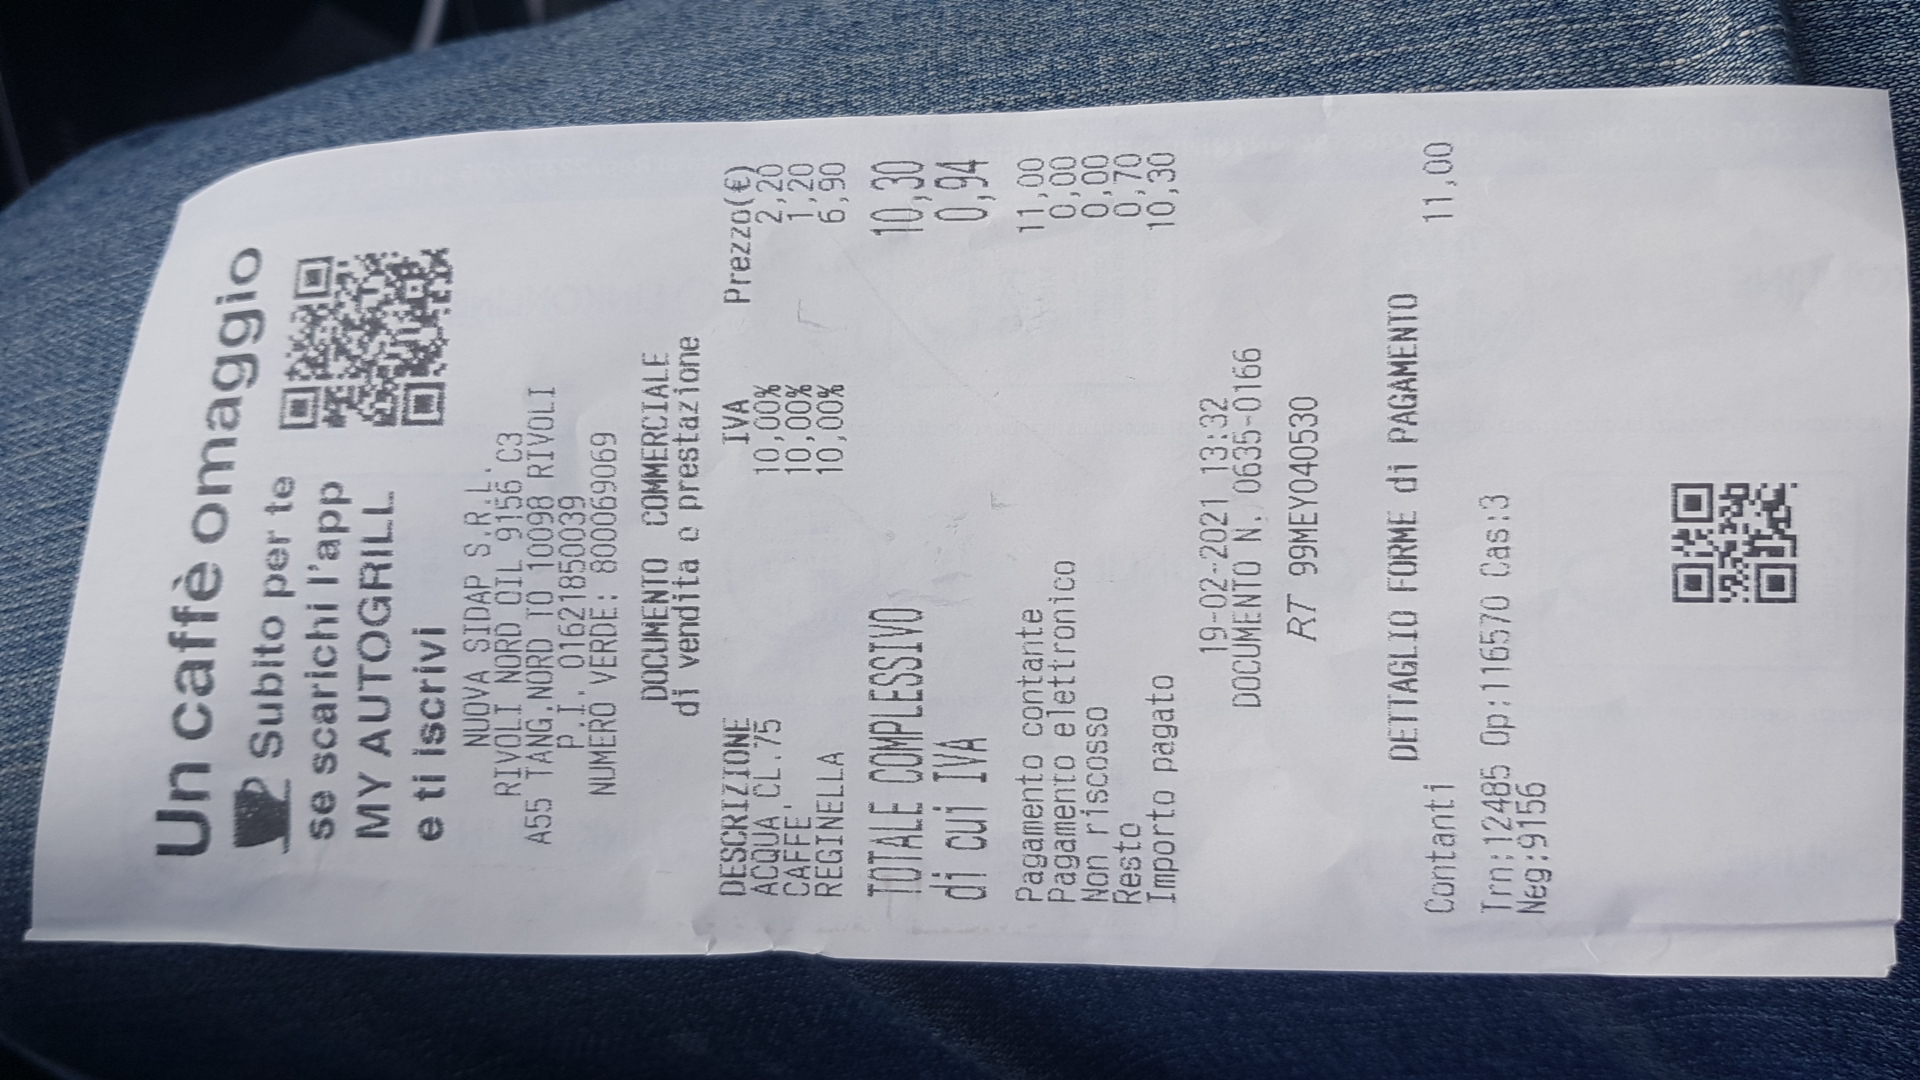 Un caffè omaggio
Subito per te
se scarichi l'app
MY AUTOGRILL
e ti iscrivi
NUOVA SIDAP S.R.L.
RIVOLI NORD OIL 9156 C3
A55 TANG.NORD TO 10098 RIVOLI
P.I. 01621850039
NUMERO VERDE: 800069069
DOCUMENTO COMMERCIALE
di vendita o prestazione
DESCRIZIONE IVA Prezzo(€)
ACQUA CL.75 10,00% 2,20
CAFFE' 10,00% 1,20
REGINELLA 10,00% 6,90
TOTALE COMPLESSIVO 10,30
di cui IVA 0,94
Pagamento contante 11,00
Pagamento elettronico 0,00
Non riscosso 0,00
Resto 0,70
Importo pagato 10,30
19-02-2021 13:32
DOCUMENTO N. 0635-0166
RT 99MEY040530
DETTAGLIO FORME di PAGAMENTO
Contanti 11,00
Trn:12485 Op:116570 Cas:3
Neg:9156